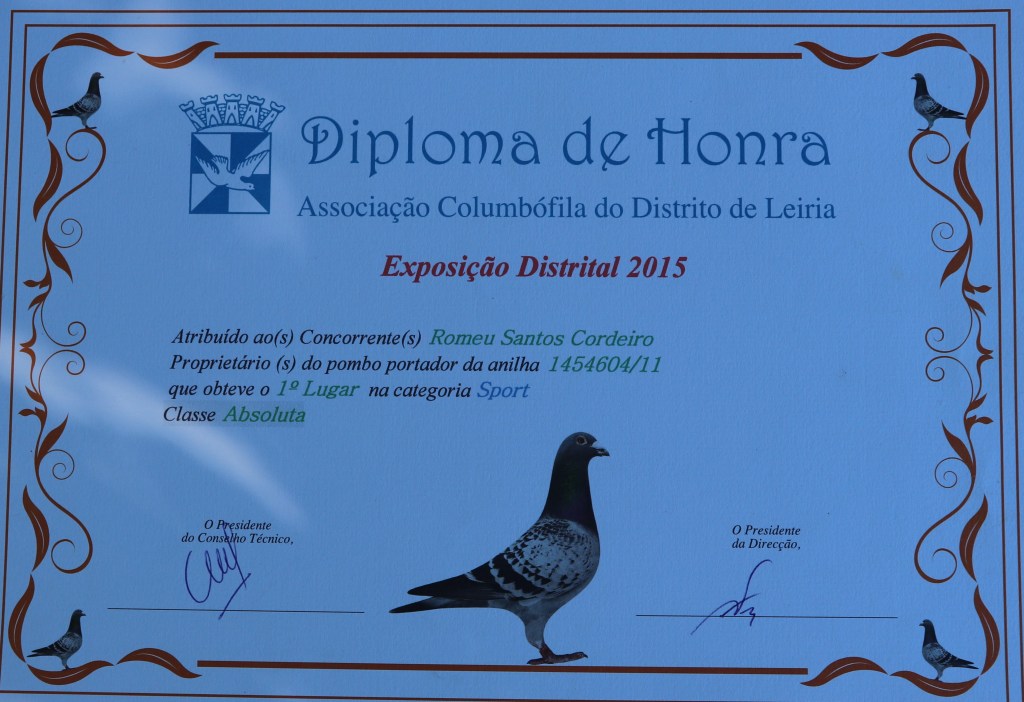 Diploma de Honra
Associação Columbófila do Distrito de Leiria
Exposição Distrital 2015
Atribuído ao(s) Concorrente(s) Romeu Santos Cordeiro
Proprietário (s) do pombo portador da anilha 1454604/11
que obteve o 1º Lugar na categoria Sport
Classe Absoluta
O Presidente
do Conselho Técnico,
O Presidente
da Direcção,